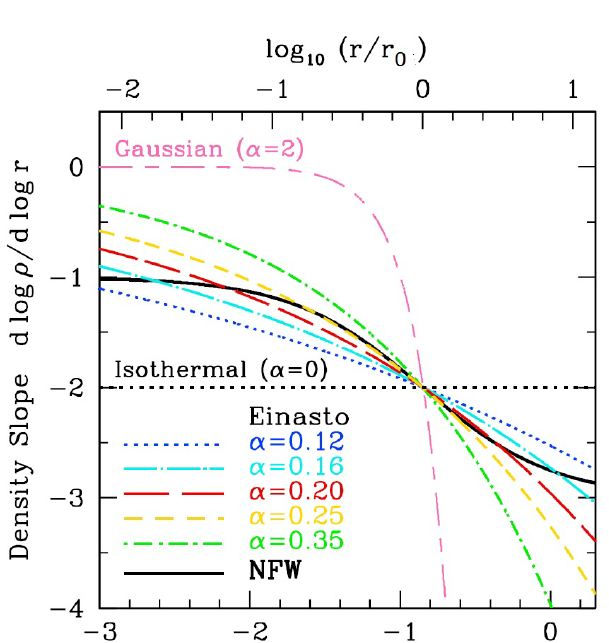 log₁₀ (r/r₀)
-2 -1 0 1
Gaussian (α=2)
0
-1
-2
-3
-4
Density Slope d log ρ/d log r
Isothermal (α=0)
Einasto
α=0.12
α=0.16
α=0.20
α=0.25
α=0.35
NFW
-3 -2 -1 0